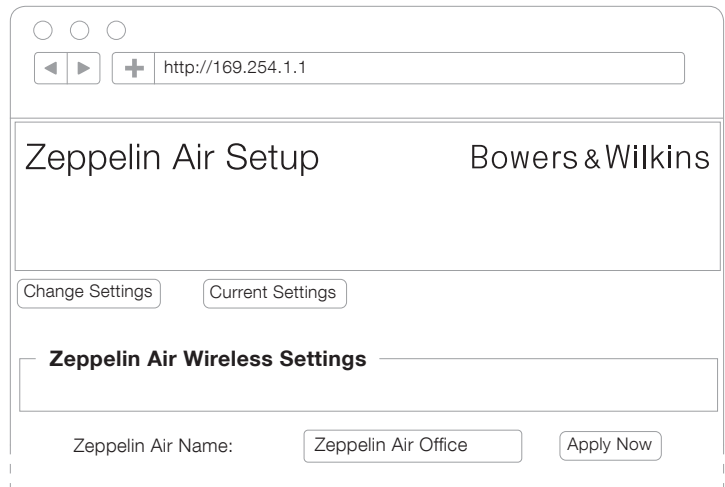 http://169.254.1.1
Zeppelin Air Setup
Bowers & Wilkins
Change Settings
Current Settings
Zeppelin Air Wireless Settings
Zeppelin Air Name:
Zeppelin Air Office
Apply Now